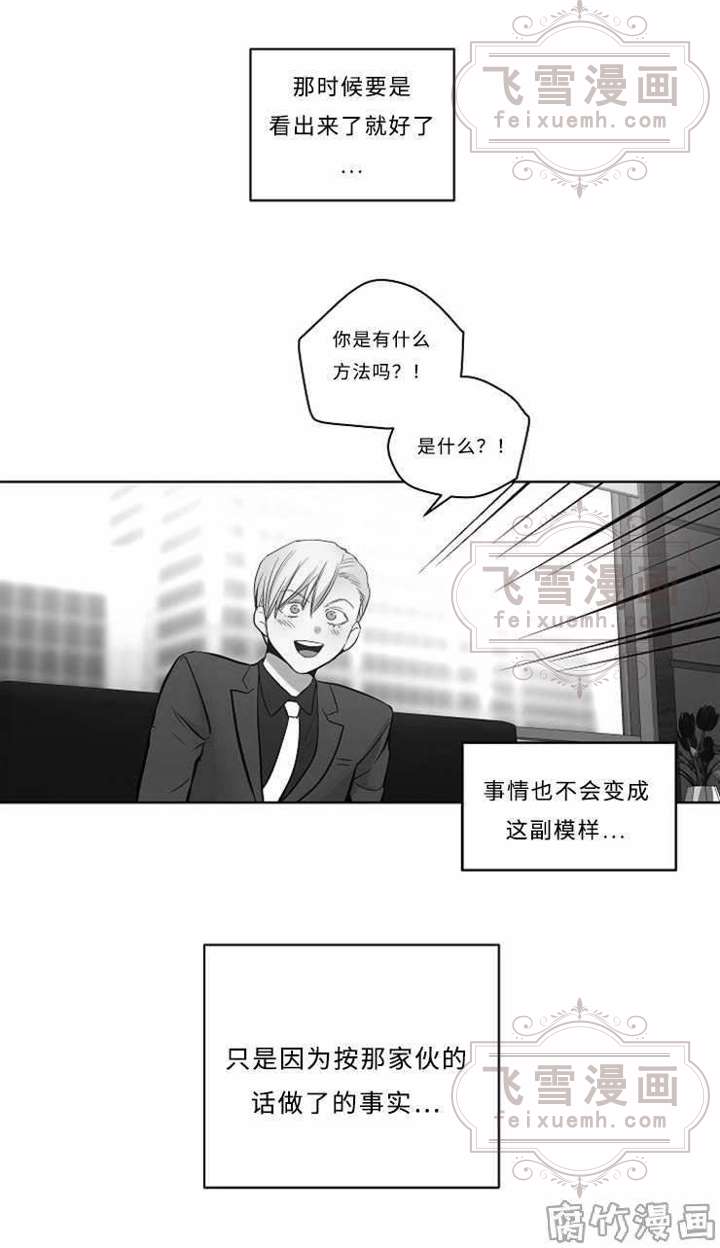 那时候要是
看出来了就好了
...
飞雪漫画
feixuemh.com
你是有什么
方法吗？！
是什么？！
飞雪漫画
feixuemh.com
事情也不会变成
这副模样...
只是因为按那家伙的
话做了的事实...
飞雪漫画
feixuemh.com
腐竹漫画